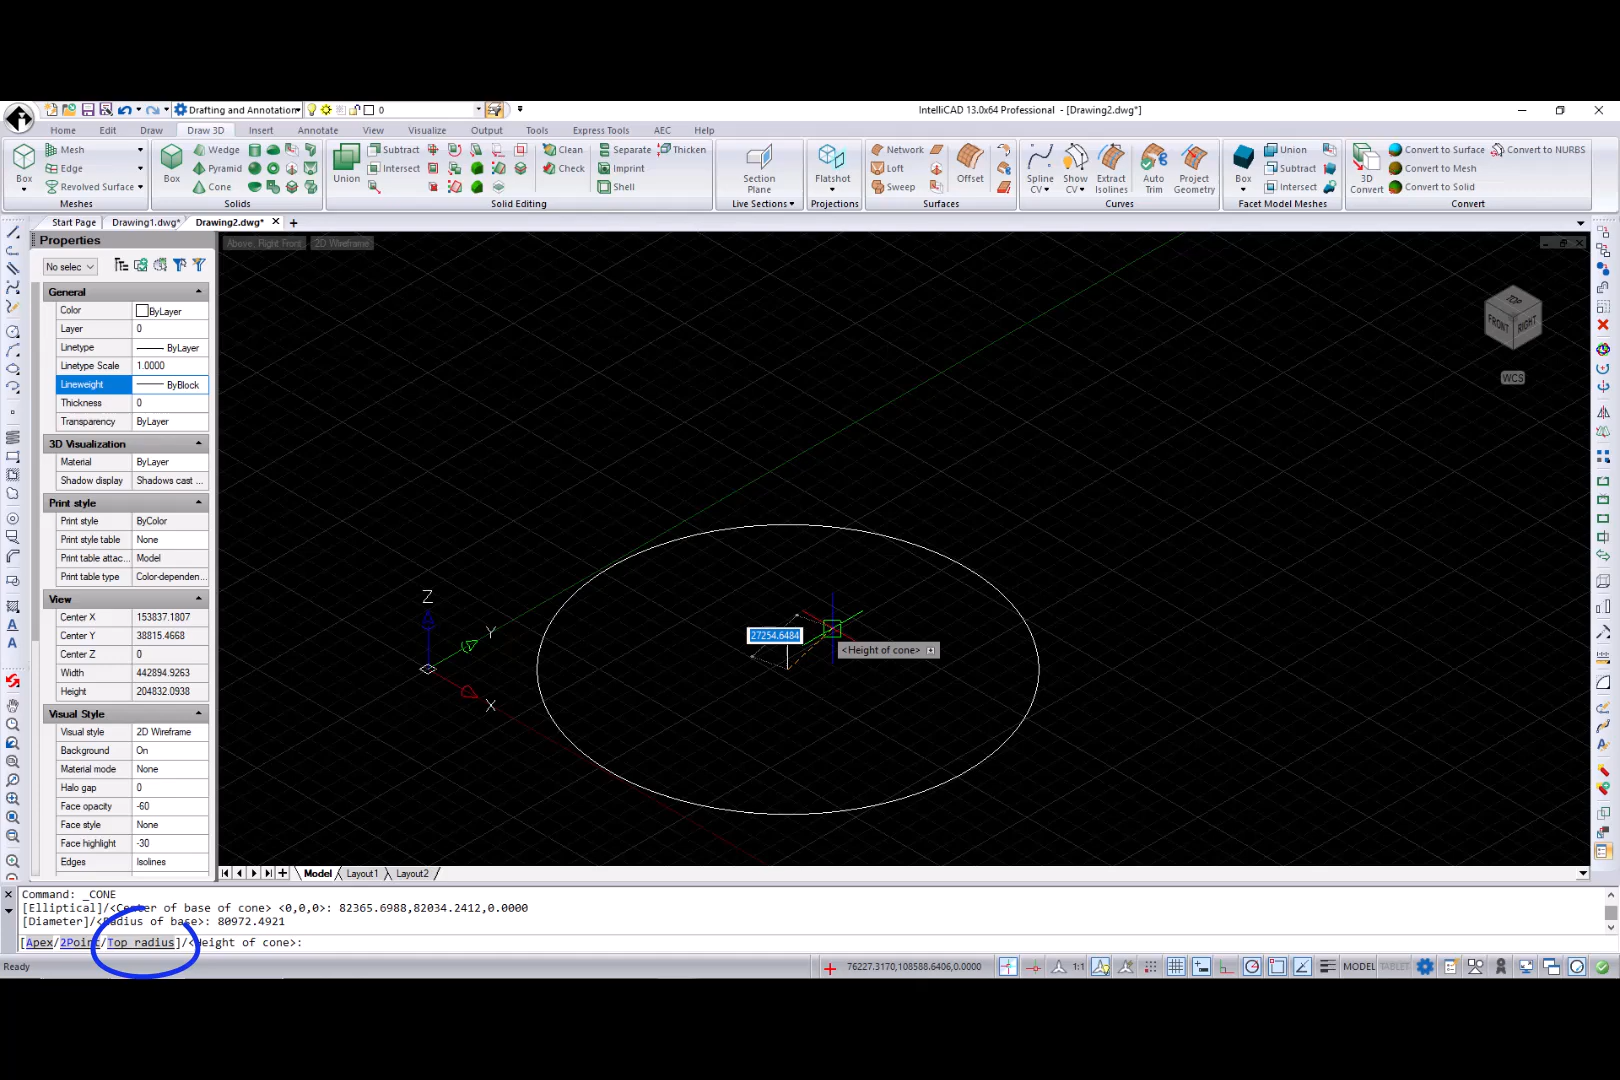 Drafting and Annotation
0
IntelliCAD 13.0x64 Professional - [Drawing2.dwg*]
Home Edit Draw Draw 3D Insert Annotate View Visualize Output Tools Express Tools AEC Help
Box
Mesh
Edge
Revolved Surface
Meshes
Box
Wedge
Pyramid
Cone
Solids
Union
Subtract
Intersect
Clean
Check
Separate
Imprint
Shell
Thicken
Solid Editing
Section
Plane
Live Sections
Flatshot
Projections
Network
Loft
Sweep
Offset
Surfaces
Spline
CV
Show
CV
Extract
Isolines
Auto
Trim
Project
Geometry
Curves
Box
Union
Subtract
Intersect
Facet Model Meshes
3D
Convert
Convert to Surface
Convert to Mesh
Convert to Solid
Convert to NURBS
Convert
Start Page Drawing1.dwg* Drawing2.dwg*
Properties
No selec
General
Color ByLayer
Layer 0
Linetype ByLayer
Linetype Scale 1.0000
Lineweight ByBlock
Thickness 0
Transparency ByLayer
3D Visualization
Material ByLayer
Shadow display Shadows cast ...
Print style
Print style ByColor
Print style table None
Print table attac... Model
Print table type Color-dependen...
View
Center X 153837.1807
Center Y 38815.4668
Center Z 0
Width 442894.9263
Height 204832.0938
Visual Style
Visual style 2D Wireframe
Background On
Material mode None
Halo gap 0
Face opacity -60
Face style None
Face highlight -30
Edges Isolines
Above, Right Front 2D Wireframe
TOP
FRONT RIGHT
WCS
Z
Y
X
27254.6484
<Height of cone>
Model Layout1 Layout2
Command: _CONE
[Elliptical]/<Center of base of cone> <0,0,0>: 82365.6988,82034.2412,0.0000
[Diameter]/<Radius of base>: 80972.4921
[Apex/2Point/Top radius]/<Height of cone>:
Ready
76227.3170,108588.6406,0.0000
1:1
MODEL
TABLET